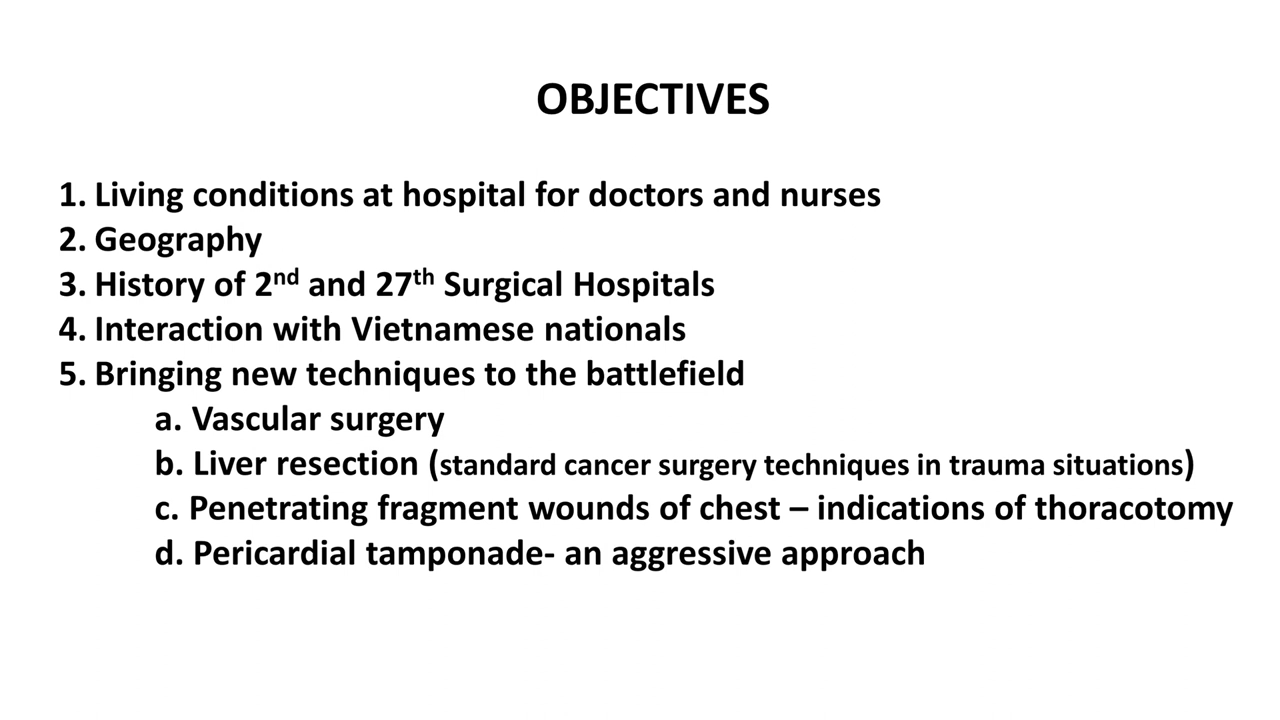 OBJECTIVES
1. Living conditions at hospital for doctors and nurses
2. Geography
3. History of 2nd and 27th Surgical Hospitals
4. Interaction with Vietnamese nationals
5. Bringing new techniques to the battlefield
a. Vascular surgery
b. Liver resection (standard cancer surgery techniques in trauma situations)
c. Penetrating fragment wounds of chest – indications of thoracotomy
d. Pericardial tamponade- an aggressive approach